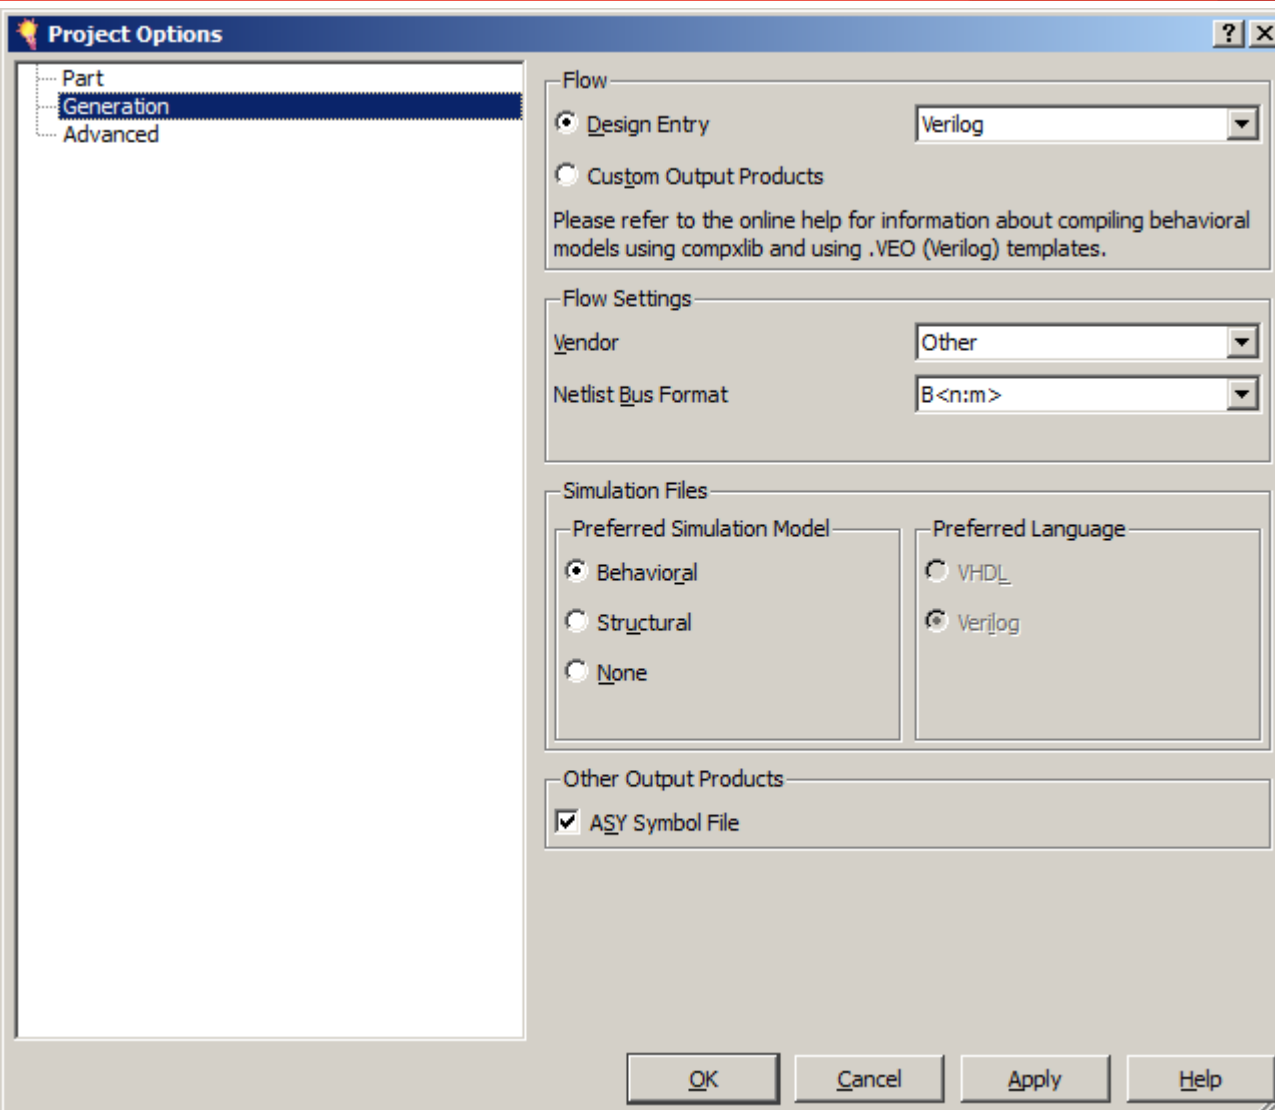 Project Options
Part
Generation
Advanced
Flow
Design Entry
Verilog
Custom Output Products
Please refer to the online help for information about compiling behavioral
models using compxlib and using .VEO (Verilog) templates.
Flow Settings
Vendor
Other
Netlist Bus Format
B<n:m>
Simulation Files
Preferred Simulation Model
Behavioral
Structural
None
Preferred Language
VHDL
Verilog
Other Output Products
ASY Symbol File
OK
Cancel
Apply
Help